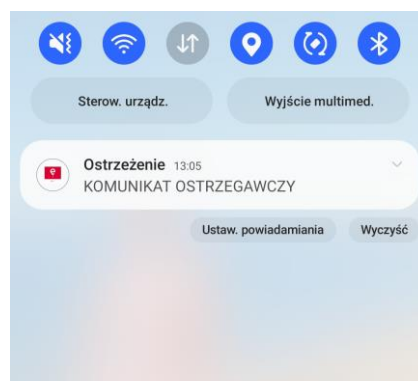 Sterow. urządz. Wyjście multimed.
Ostrzeżenie 13:05
KOMUNIKAT OSTRZEGAWCZY
Ustaw. powiadamiania Wyczyść